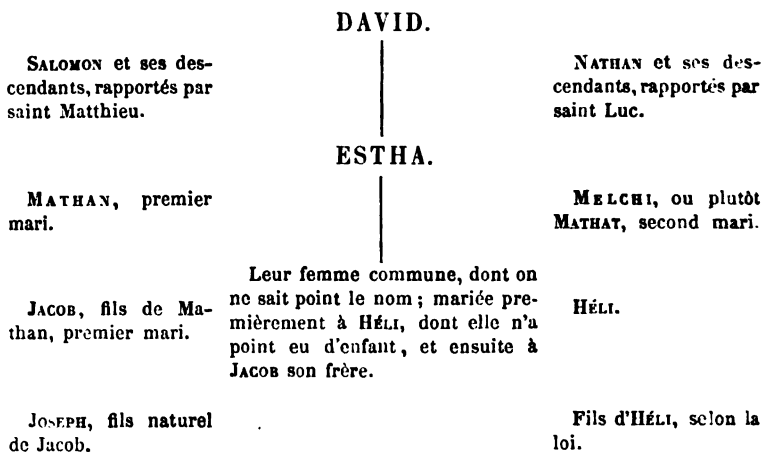 DAVID.
SALOMON et ses des-
cendants, rapportés par
saint Matthieu.
NATHAN et ses des-
cendants, rapportés par
saint Luc.
ESTHA.
MATHAN, premier
mari.
MELCHI, ou plutôt
MATHAT, second mari.
JACOB, fils de Ma-
than, premier mari.
Leur femme commune, dont on
ne sait point le nom ; mariée pre-
mièrement à HÉLI, dont elle n'a
point eu d'enfant, et ensuite à
JACOB son frère.
HÉLI.
JOSEPH, fils naturel
de Jacob.
Fils d'HÉLI, selon la
loi.